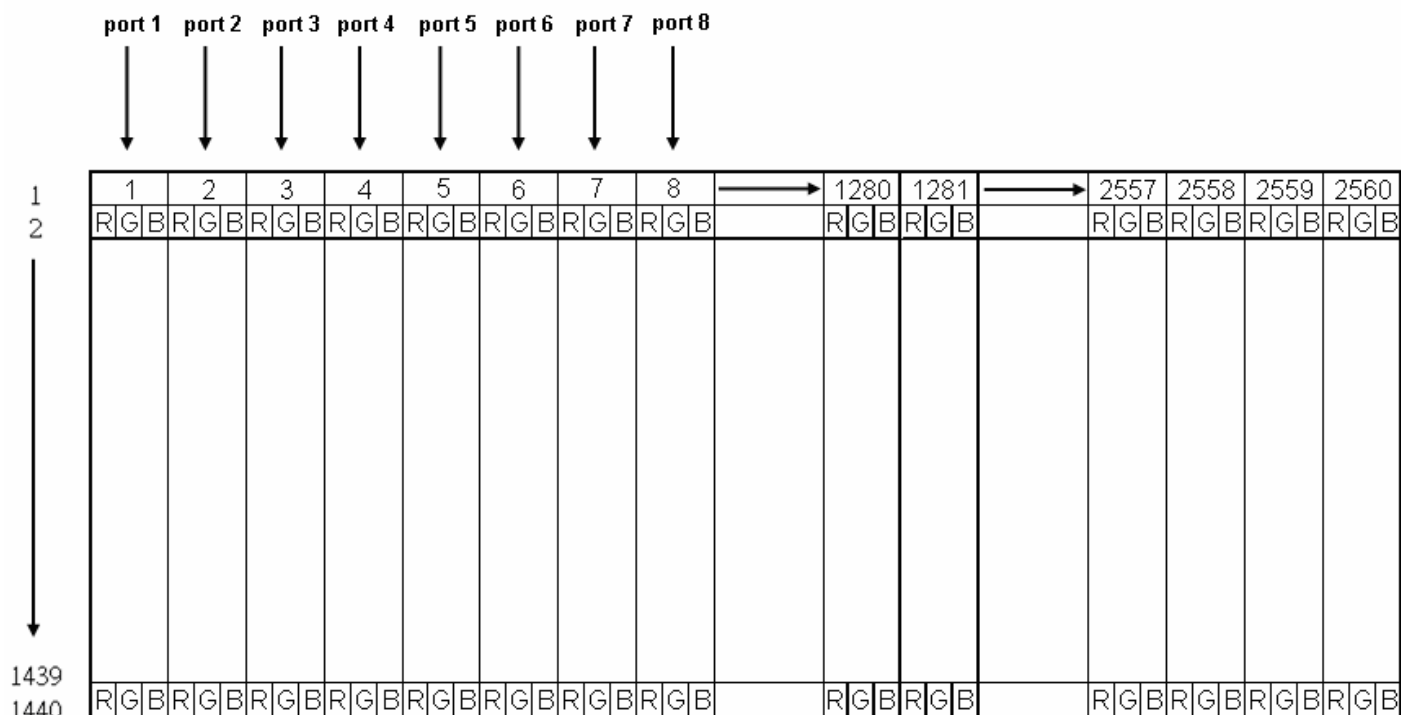 port 1 port 2 port 3 port 4 port 5 port 6 port 7 port 8
1 1 2 3 4 5 6 7 8 1280 1281 2557 2558 2559 2560
2 R G B R G B R G B R G B R G B R G B R G B R G B R G B R G B R G B R G B R G B R G B
1439
1440 R G B R G B R G B R G B R G B R G B R G B R G B R G B R G B R G B R G B R G B R G B